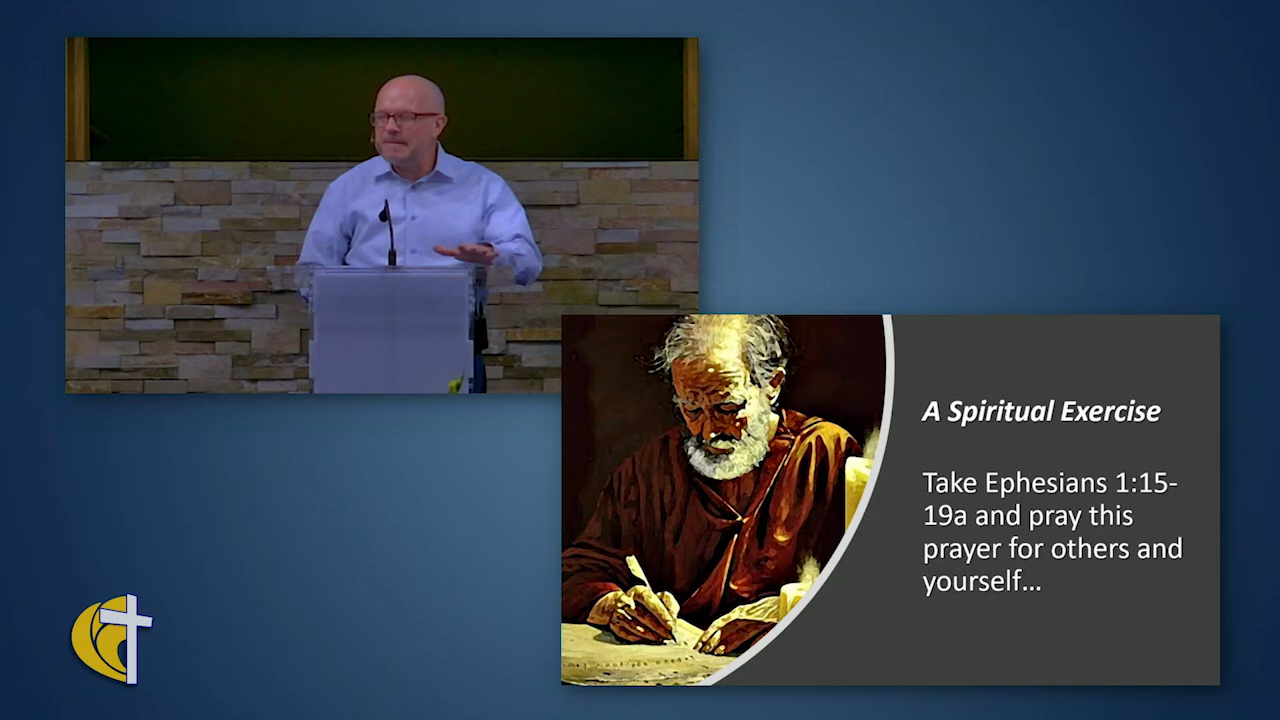 A Spiritual Exercise
Take Ephesians 1:15-
19a and pray this
prayer for others and
yourself...